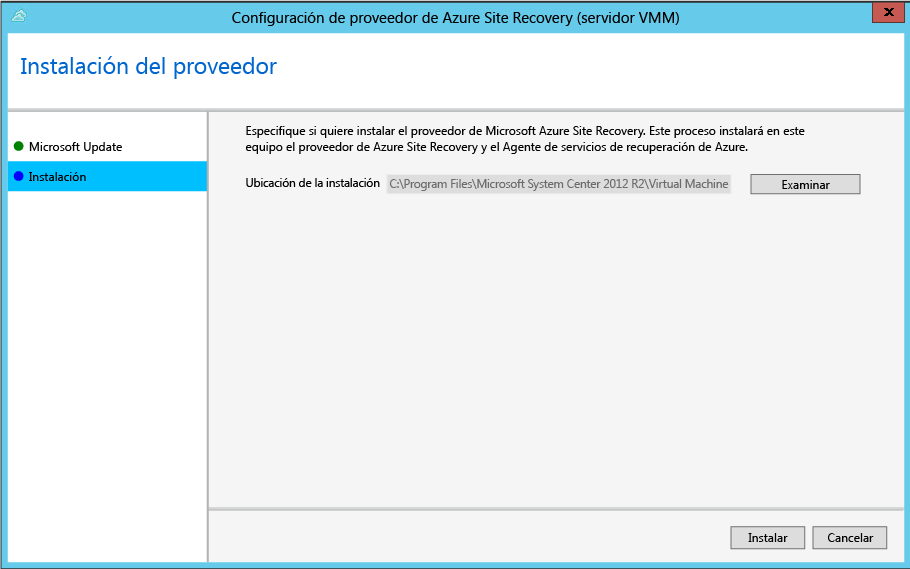 Configuración de proveedor de Azure Site Recovery (servidor VMM)
Instalación del proveedor
Microsoft Update
Instalación
Especifique si quiere instalar el proveedor de Microsoft Azure Site Recovery. Este proceso instalará en este
equipo el proveedor de Azure Site Recovery y el Agente de servicios de recuperación de Azure.
Ubicación de la instalación C:\Program Files\Microsoft System Center 2012 R2\Virtual Machine Examinar
Instalar Cancelar